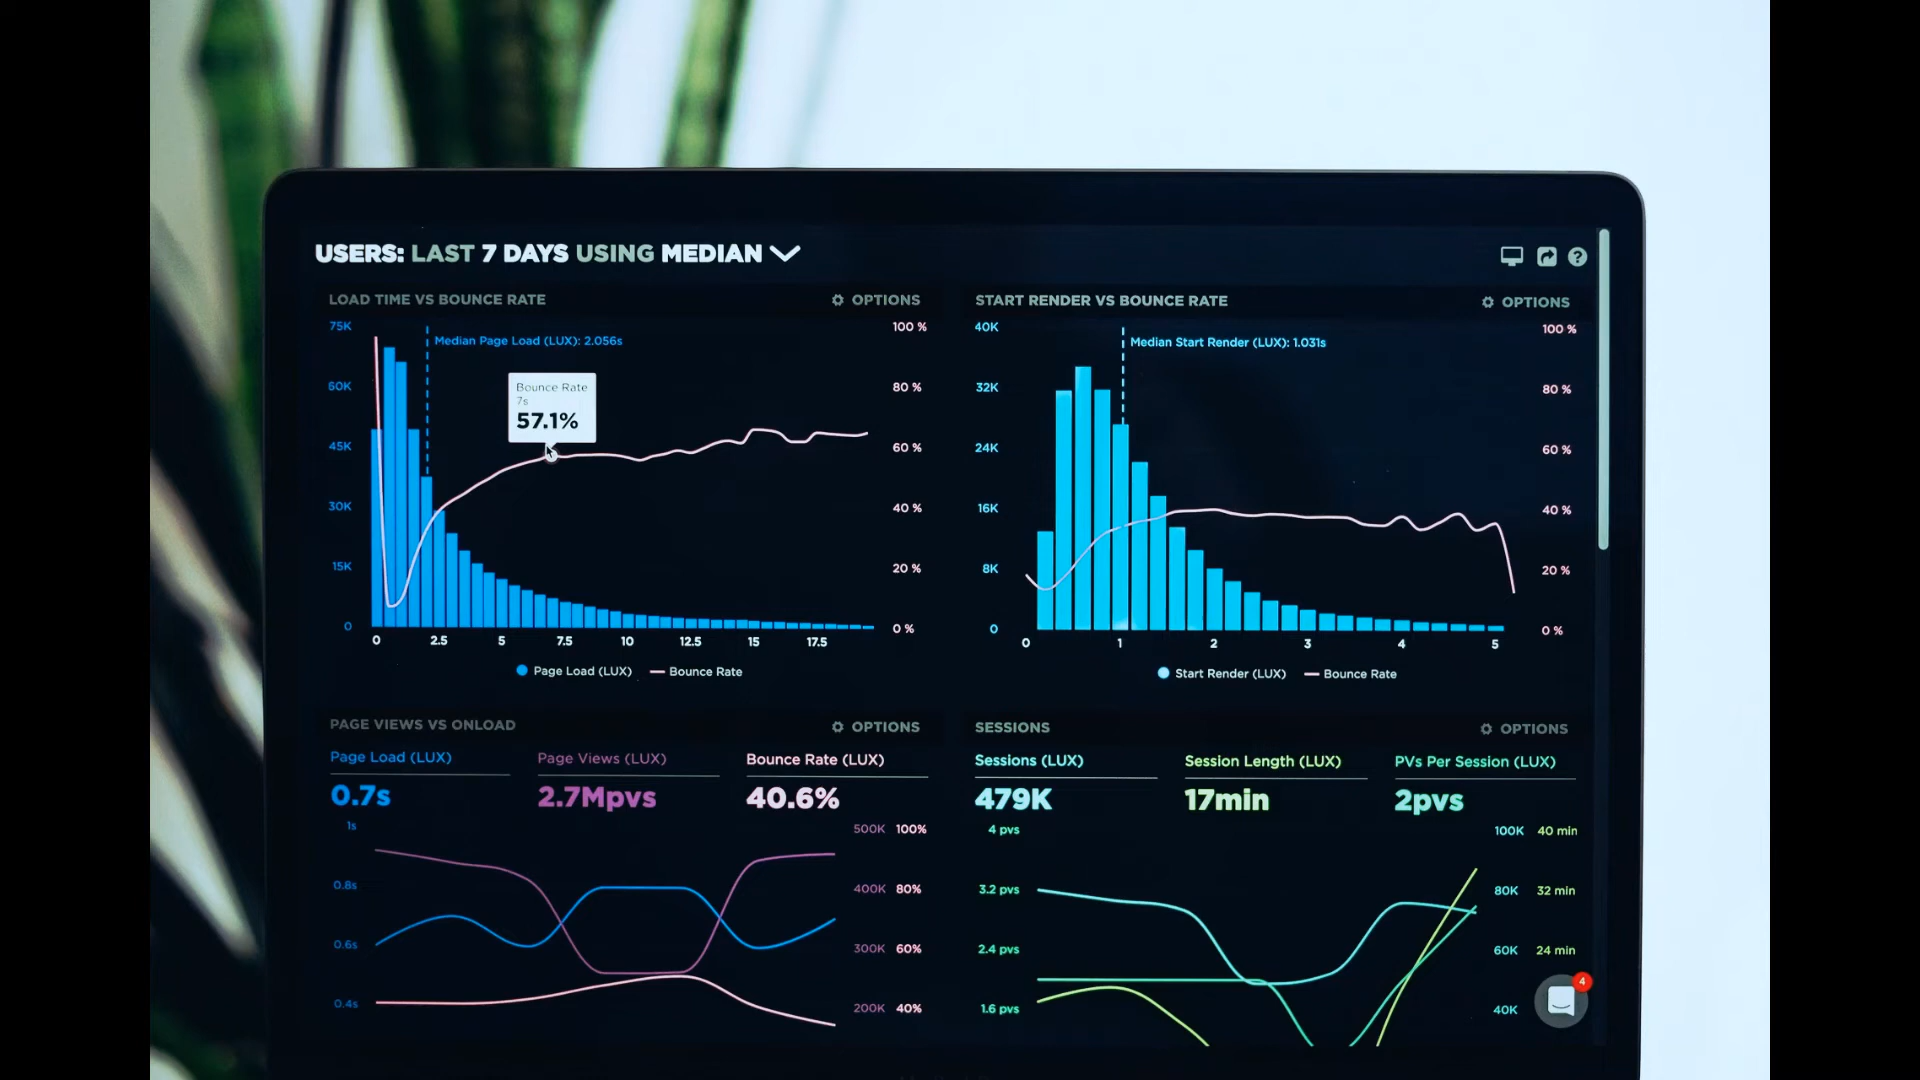 USERS: LAST 7 DAYS USING MEDIAN
LOAD TIME VS BOUNCE RATE
OPTIONS
75K
60K
45K
30K
15K
0
100 %
80 %
60 %
40 %
20 %
0 %
Median Page Load (LUX): 2.056s
Bounce Rate
7s
57.1%
0 2.5 5 7.5 10 12.5 15 17.5
Page Load (LUX) Bounce Rate
START RENDER VS BOUNCE RATE
OPTIONS
40K
32K
24K
16K
8K
0
100 %
80 %
60 %
40 %
20 %
0 %
Median Start Render (LUX): 1.031s
0 1 2 3 4 5
Start Render (LUX) Bounce Rate
PAGE VIEWS VS ONLOAD
OPTIONS
Page Load (LUX)
0.7s
Page Views (LUX)
2.7Mpvs
Bounce Rate (LUX)
40.6%
1s
0.8s
0.6s
0.4s
500K 100%
400K 80%
300K 60%
200K 40%
SESSIONS
OPTIONS
Sessions (LUX)
479K
Session Length (LUX)
17min
PVs Per Session (LUX)
2pvs
4 pvs
3.2 pvs
2.4 pvs
1.6 pvs
100K 40 min
80K 32 min
60K 24 min
40K
4